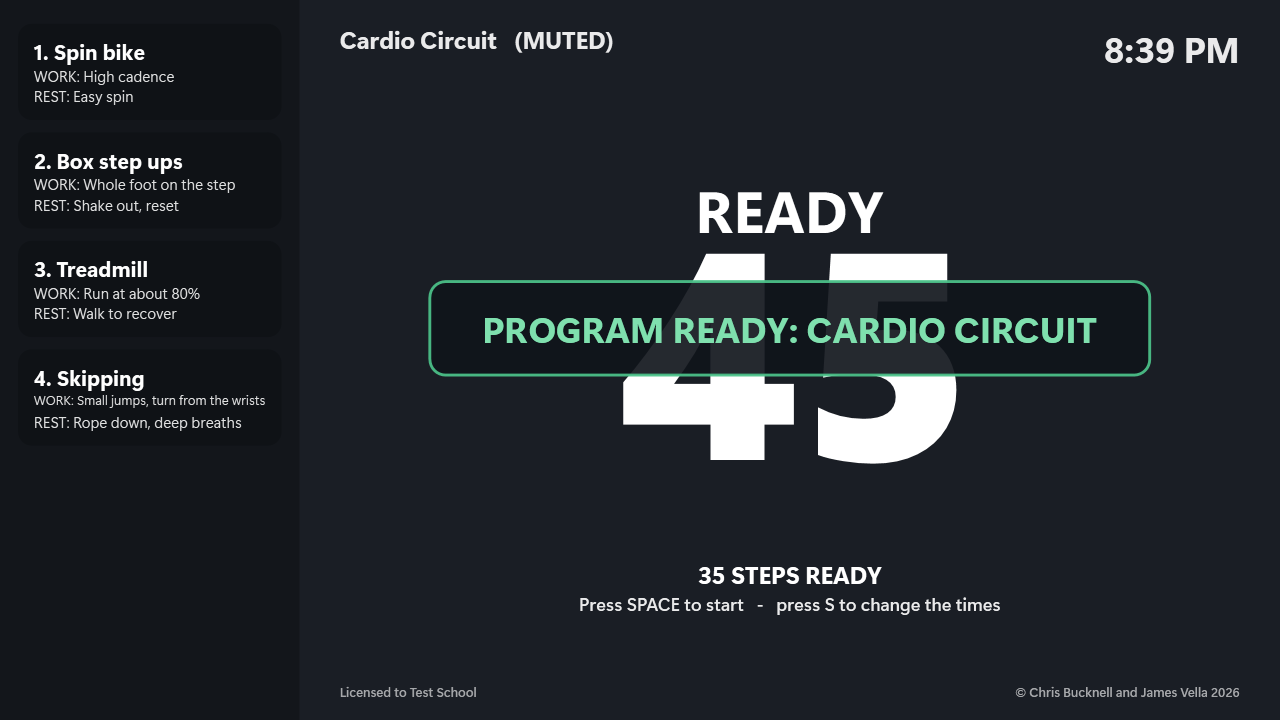 1. Spin bike
WORK: High cadence
REST: Easy spin
2. Box step ups
WORK: Whole foot on the step
REST: Shake out, reset
3. Treadmill
WORK: Run at about 80%
REST: Walk to recover
4. Skipping
WORK: Small jumps, turn from the wrists
REST: Rope down, deep breaths
Cardio Circuit (MUTED)
8:39 PM
READY
45
PROGRAM READY: CARDIO CIRCUIT
35 STEPS READY
Press SPACE to start - press S to change the times
Licensed to Test School
© Chris Bucknell and James Vella 2026